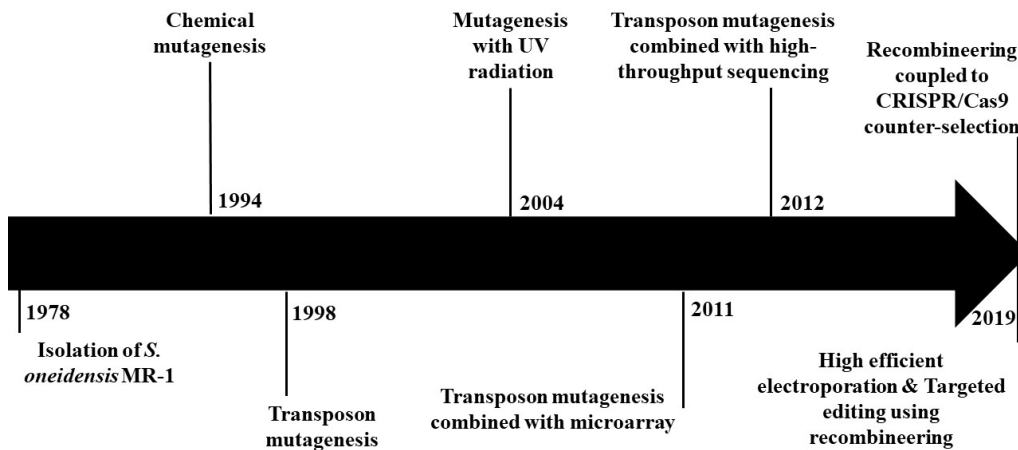 Chemical
mutagenesis
1994
Mutagenesis
with UV
radiation
2004
Transposon mutagenesis
combined with high-
throughput sequencing
2012
Recombineering
coupled to
CRISPR/Cas9
counter-selection
1978
Isolation of S.
oneidensis MR-1
1998
Transposon
mutagenesis
2011
Transposon mutagenesis
combined with microarray
2019
High efficient
electroporation & Targeted
editing using
recombineering